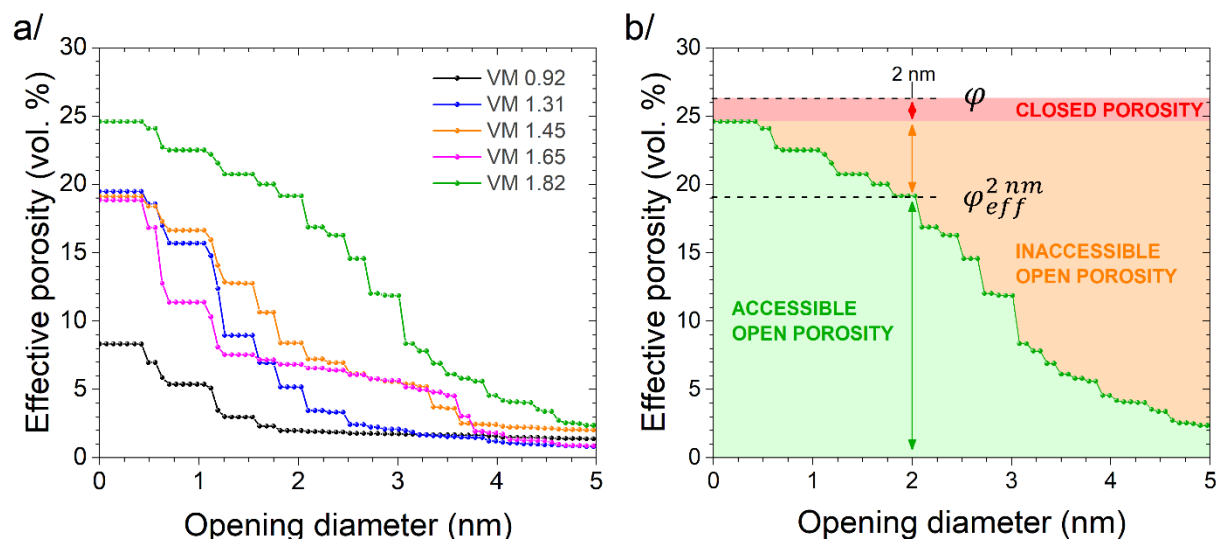 a/
Effective porosity (vol. %)
30
25
20
15
10
5
0
0 1 2 3 4 5
Opening diameter (nm)
VM 0.92
VM 1.31
VM 1.45
VM 1.65
VM 1.82
b/
Effective porosity (vol. %)
30
25
20
15
10
5
0
0 1 2 3 4 5
Opening diameter (nm)
2 nm
φ
CLOSED POROSITY
φ_{eff}^{2 nm}
INACCESSIBLE
OPEN POROSITY
ACCESSIBLE
OPEN POROSITY